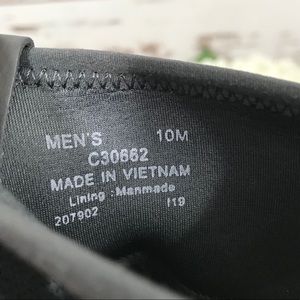 MEN'S 10M
C30662
MADE IN VIETNAM
Lining : Manmade
207902 I19